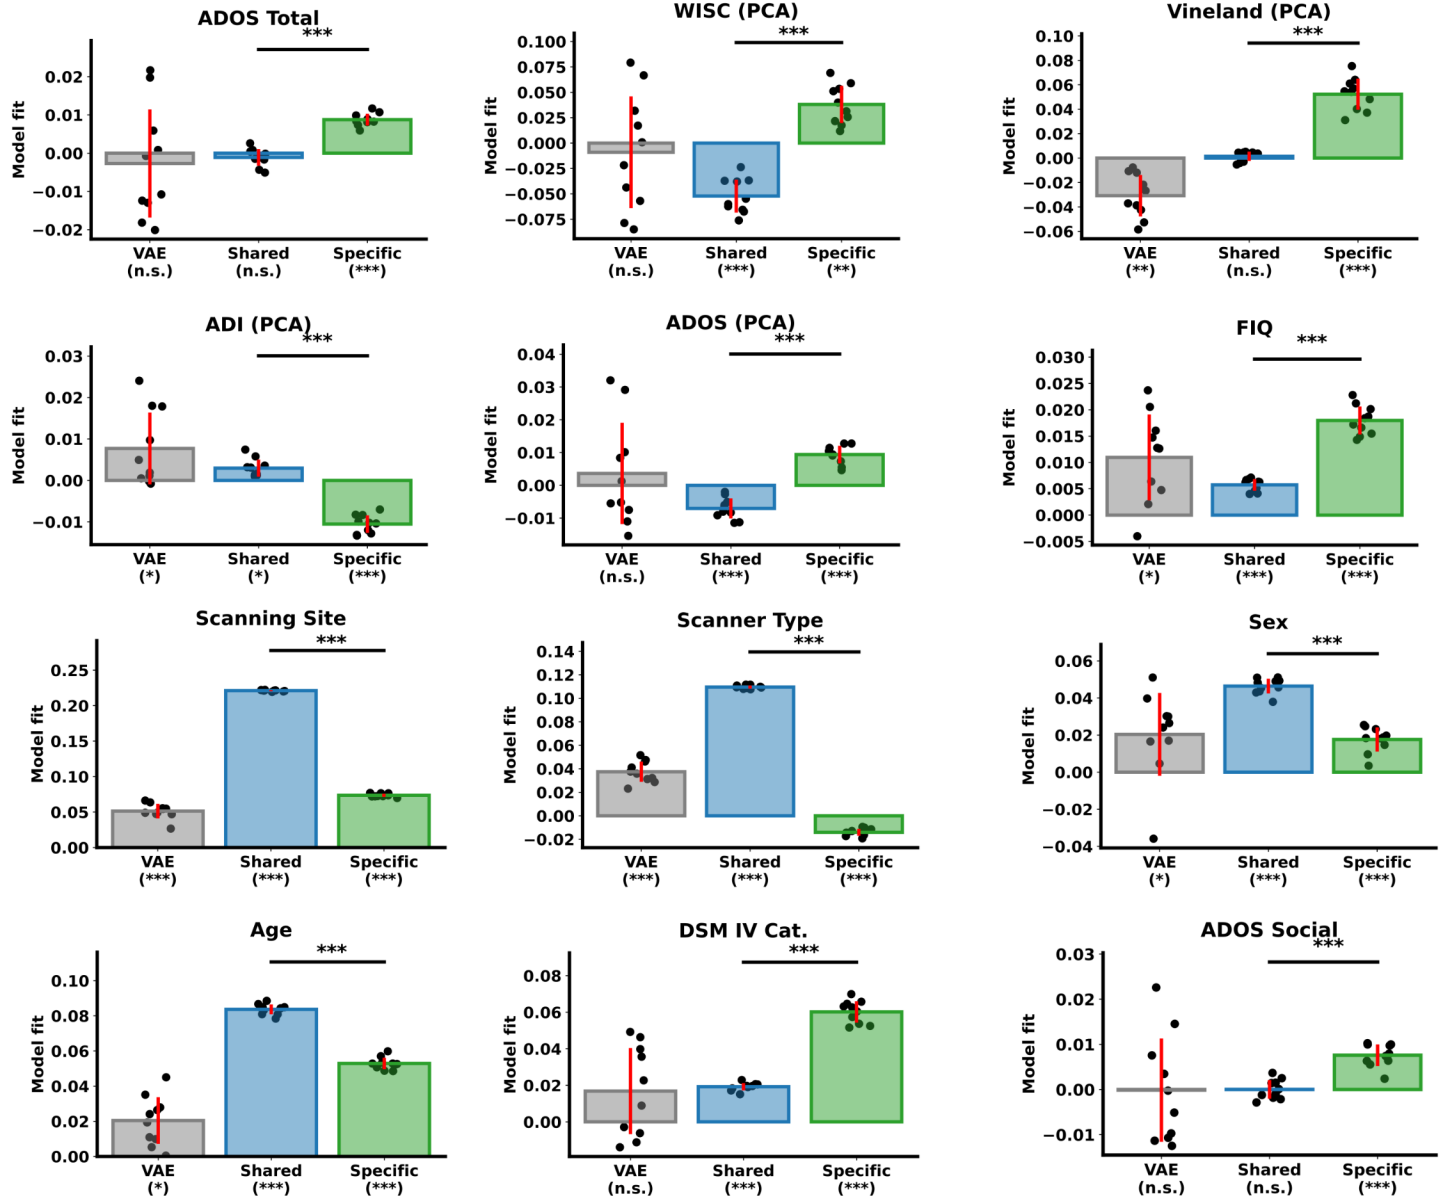 ADOS Total
***
Model fit
0.02
0.01
0.00
−0.01
−0.02
VAE Shared Specific
(n.s.) (n.s.) (***)
WISC (PCA)
***
Model fit
0.100
0.075
0.050
0.025
0.000
−0.025
−0.050
−0.075
VAE Shared Specific
(n.s.) (***) (**)
Vineland (PCA)
***
Model fit
0.10
0.08
0.06
0.04
0.02
0.00
−0.02
−0.04
−0.06
VAE Shared Specific
(**) (n.s.) (***)
ADI (PCA)
***
Model fit
0.03
0.02
0.01
0.00
−0.01
VAE Shared Specific
(*) (*) (***)
ADOS (PCA)
***
Model fit
0.04
0.03
0.02
0.01
0.00
−0.01
VAE Shared Specific
(n.s.) (***) (***)
FIQ
***
Model fit
0.030
0.025
0.020
0.015
0.010
0.005
0.000
−0.005
VAE Shared Specific
(*) (***) (***)
Scanning Site
***
Model fit
0.25
0.20
0.15
0.10
0.05
0.00
VAE Shared Specific
(***) (***) (***)
Scanner Type
***
Model fit
0.14
0.12
0.10
0.08
0.06
0.04
0.02
0.00
−0.02
VAE Shared Specific
(***) (***) (***)
Sex
***
Model fit
0.06
0.04
0.02
0.00
−0.02
−0.04
VAE Shared Specific
(*) (***) (***)
Age
***
Model fit
0.10
0.08
0.06
0.04
0.02
0.00
VAE Shared Specific
(*) (***) (***)
DSM IV Cat.
***
Model fit
0.08
0.06
0.04
0.02
0.00
VAE Shared Specific
(n.s.) (***) (***)
ADOS Social
***
Model fit
0.03
0.02
0.01
0.00
−0.01
VAE Shared Specific
(n.s.) (n.s.) (***)